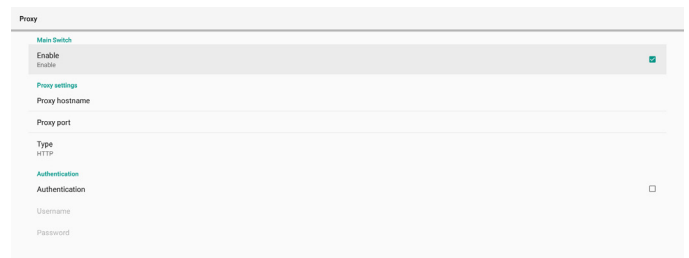 Proxy
Main Switch
Enable
Enable
Proxy settings
Proxy hostname
Proxy port
Type
HTTP
Authentication
Authentication
Username
Password